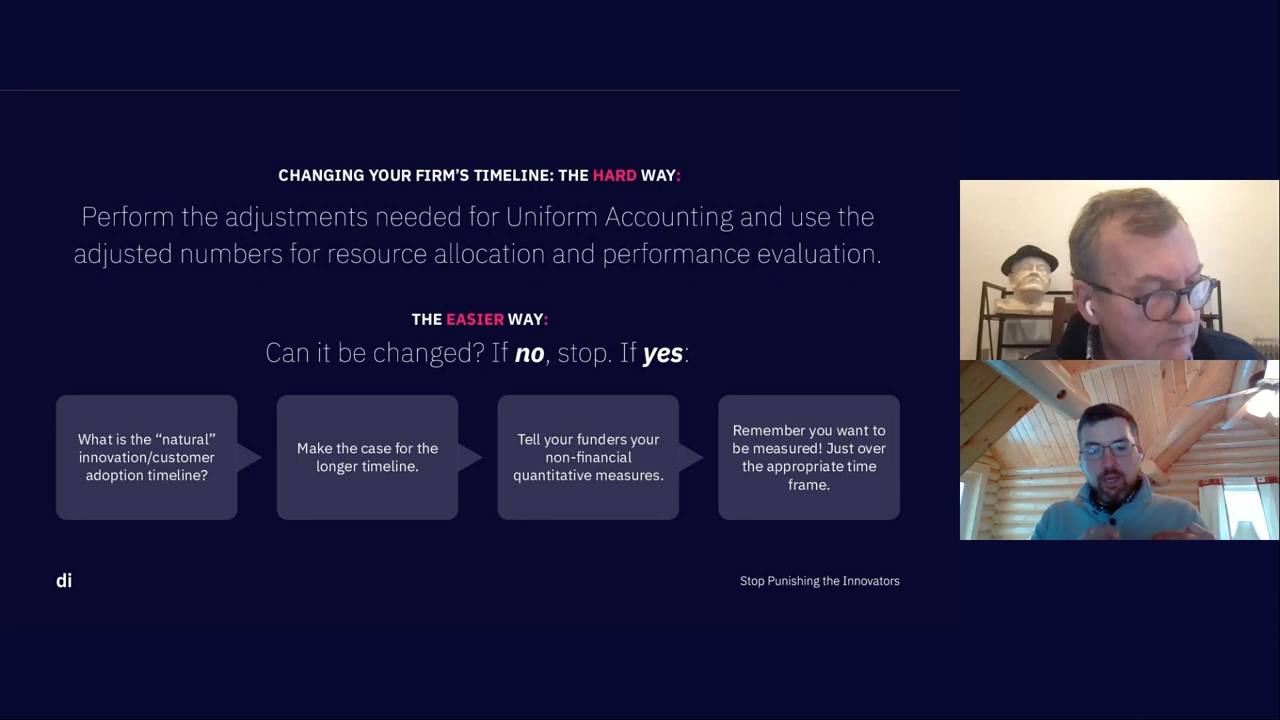 CHANGING YOUR FIRM’S TIMELINE: THE HARD WAY:
Perform the adjustments needed for Uniform Accounting and use the
adjusted numbers for resource allocation and performance evaluation.
THE EASIER WAY:
Can it be changed? If no, stop. If yes:
What is the “natural”
innovation/customer
adoption timeline?
Make the case for the
longer timeline.
Tell your funders your
non-financial
quantitative measures.
Remember you want to
be measured! Just over
the appropriate time
frame.
di
Stop Punishing the Innovators